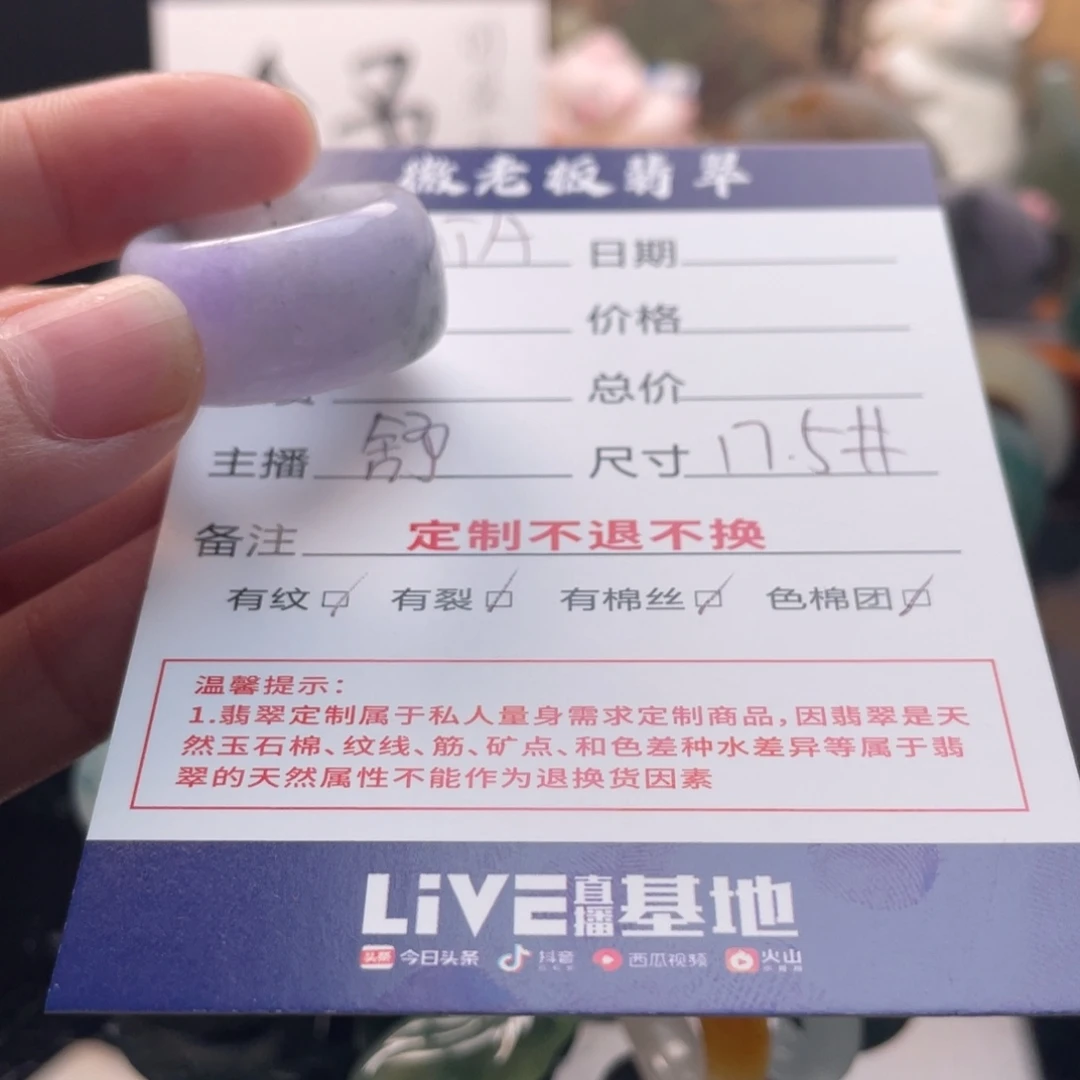 微老板翡翠
日期
价格
总价
主播 舒 尺寸 17.5#
备注 定制不退不换
有纹 有裂 有棉丝 色棉团
温馨提示：
1.翡翠定制属于私人量身需求定制商品，因翡翠是天
然玉石棉、纹线、筋、矿点、和色差种水差异等属于翡
翠的天然属性不能作为退换货因素
LiVE直播基地
头条 今日头条 抖音 西瓜视频 火山